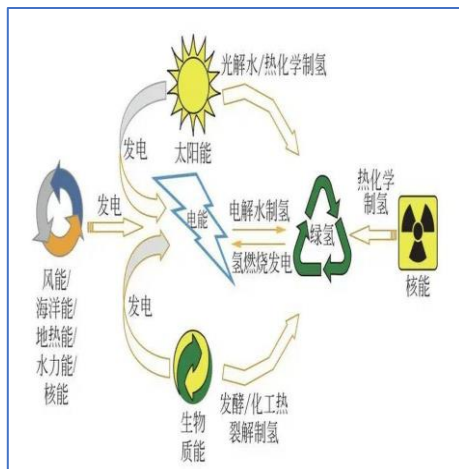 光解水/热化学制氢
发电
太阳能
热化学
制氢
发电
电能
电解水制氢
氢燃烧发电
绿氢
核能
风能/
海洋能/
地热能/
水力能/
核能
发电
生物
质能
发酵/化工热
裂解制氢